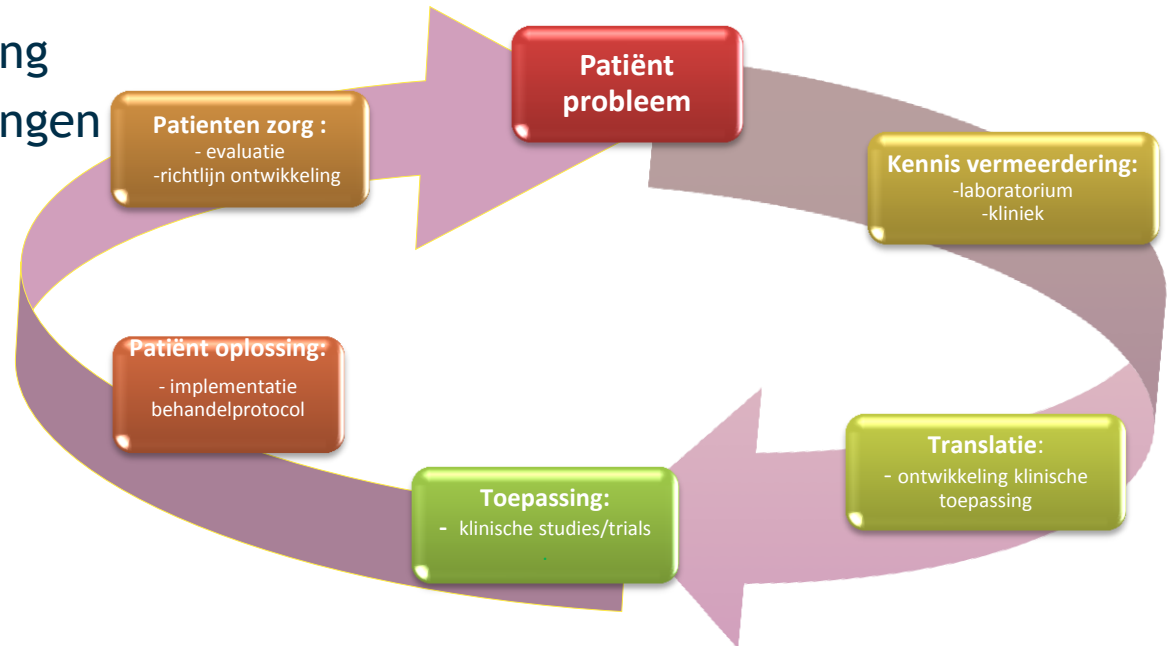 ng
ngen
Patiënt
probleem
Kennis vermeerdering:
-laboratorium
-kliniek
Translatie:
- ontwikkeling klinische
toepassing
Toepassing:
- klinische studies/trials
.
Patiënt oplossing:
- implementatie
behandelprotocol
Patienten zorg :
- evaluatie
-richtlijn ontwikkeling